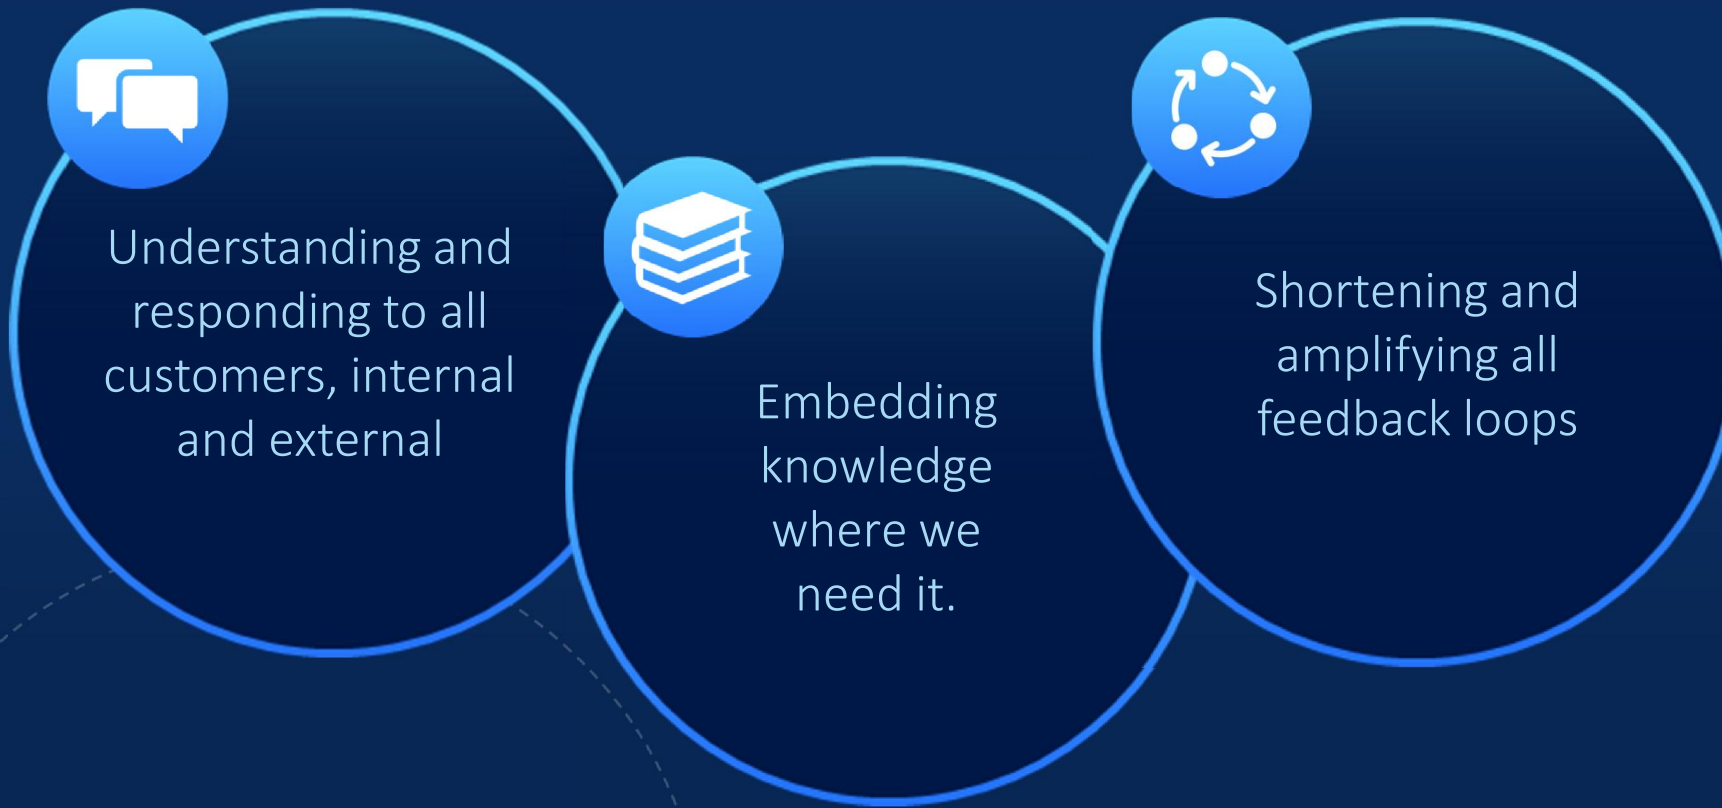 Understanding and
responding to all
customers, internal
and external
Embedding
knowledge
where we
need it.
Shortening and
amplifying all
feedback loops